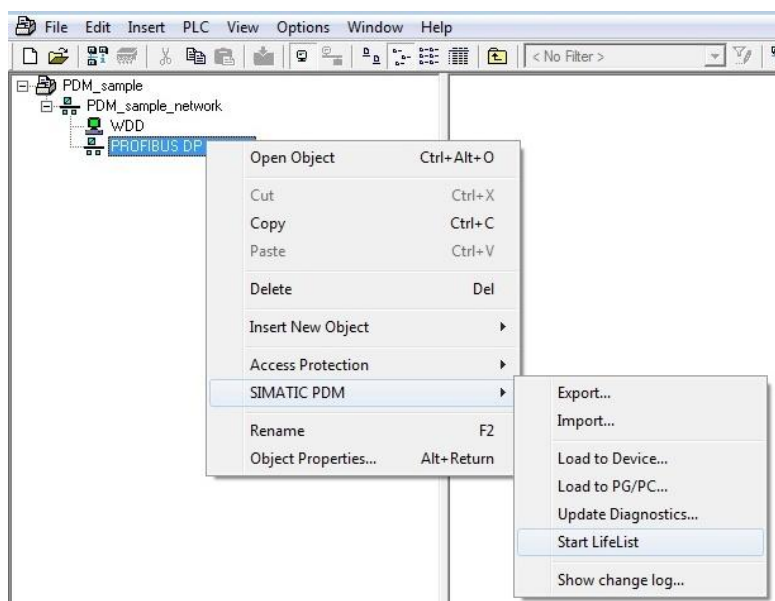 File Edit Insert PLC View Options Window Help
< No Filter >
PDM_sample
PDM_sample_network
WDD
PROFIBUS DP
Open Object Ctrl+Alt+O
Cut Ctrl+X
Copy Ctrl+C
Paste Ctrl+V
Delete Del
Insert New Object
Access Protection
SIMATIC PDM
Rename F2
Object Properties... Alt+Return
Export...
Import...
Load to Device...
Load to PG/PC...
Update Diagnostics...
Start LifeList
Show change log...